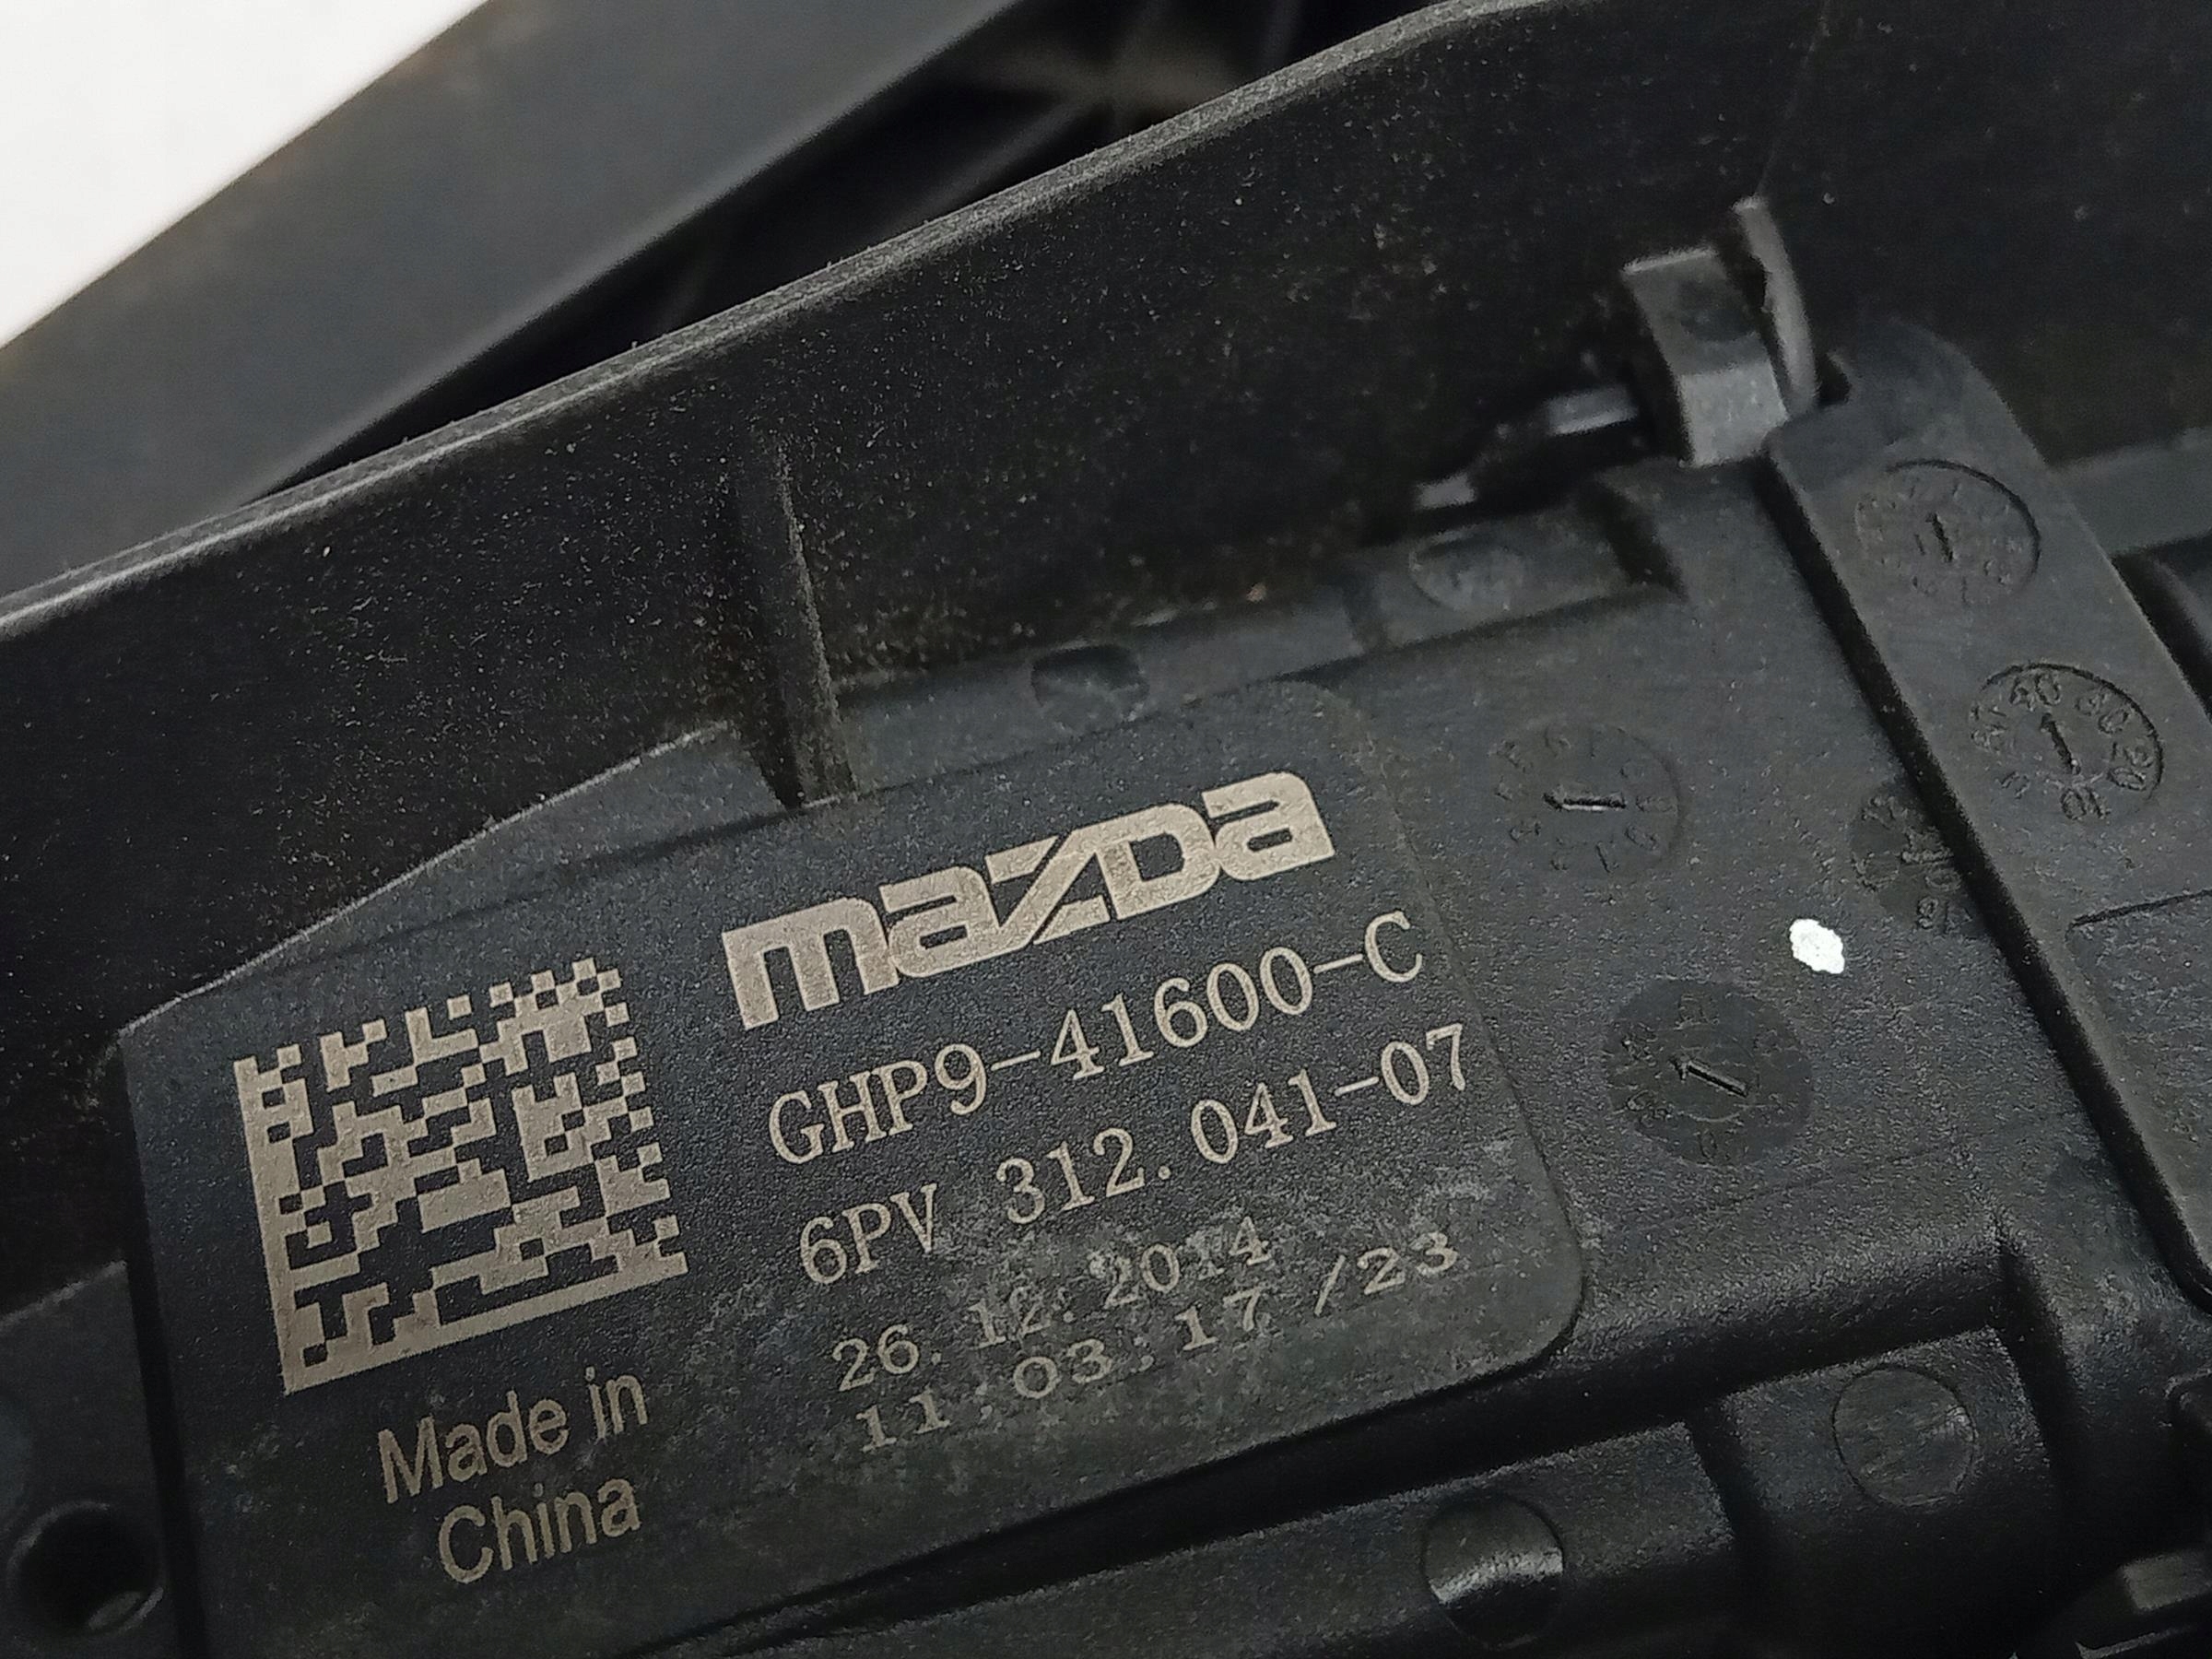 mazda
GHP9-41600-C
6PV 312.041-07
26.12.2014
11:03:17 /23
Made in
China